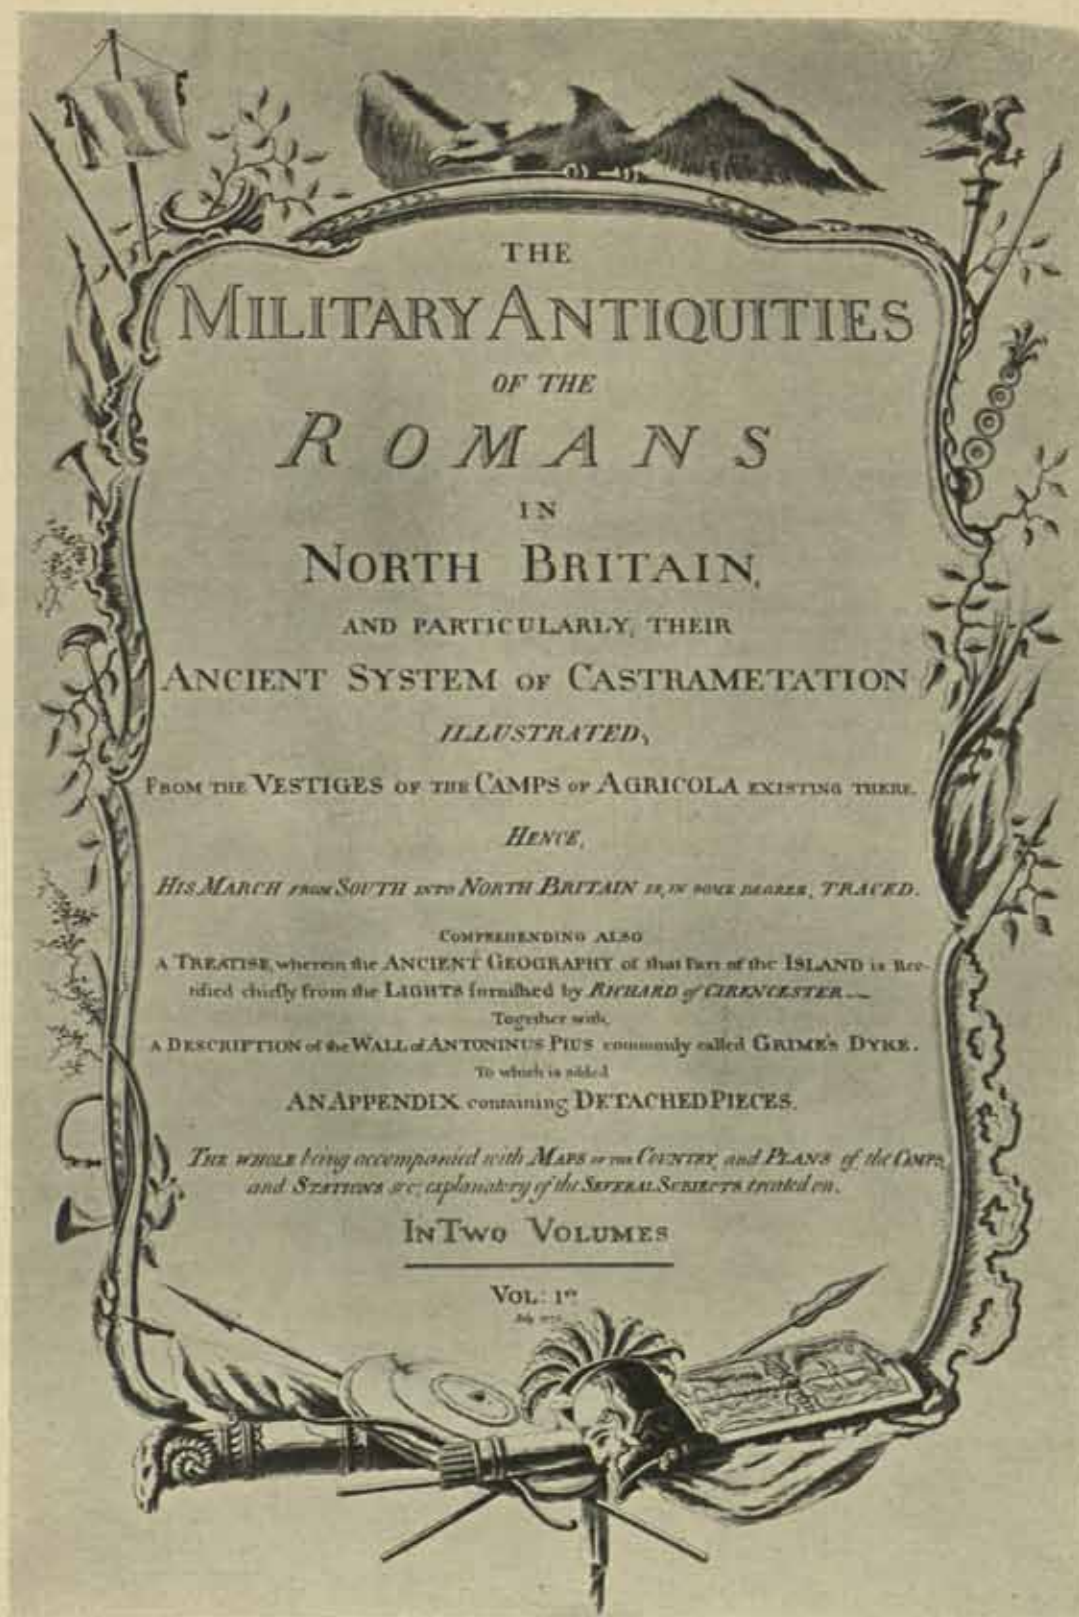 THE
MILITARY ANTIQUITIES
OF THE
ROMANS
IN
NORTH BRITAIN,
AND PARTICULARLY, THEIR
ANCIENT SYSTEM OF CASTRAMETATION
ILLUSTRATED,
FROM THE VESTIGES OF THE CAMPS OF AGRICOLA EXISTING THERE.
HENCE,
HIS MARCH FROM SOUTH INTO NORTH BRITAIN IS, IN SOME DEGREE, TRACED.
COMPREHENDING ALSO
A TREATISE, wherein the ANCIENT GEOGRAPHY of that Part of the ISLAND is Rec-
tified chiefly from the LIGHTS furnished by RICHARD of CIRENCESTER —
Together with,
A DESCRIPTION of the WALL of ANTONINUS PIUS commonly called GRIME's DYKE.
To which is added
AN APPENDIX containing DETACHED PIECES.
THE WHOLE being accompanied with MAPS OF THE COUNTRY, and PLANS of the CAMPS,
and STATIONS &c; explanatory of the SEVERAL SUBJECTS treated on.
IN TWO VOLUMES
VOL: 1st
July